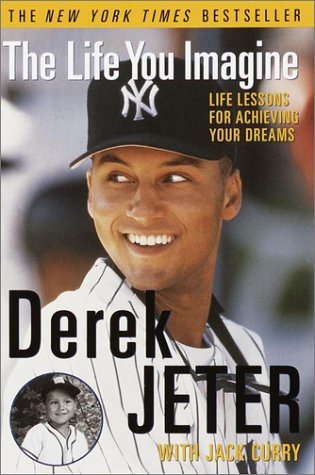 THE NEW YORK TIMES BESTSELLER
The Life You Imagine
LIFE LESSONS
FOR ACHIEVING
YOUR DREAMS
NY
Derek
JETER
WITH JACK CURRY